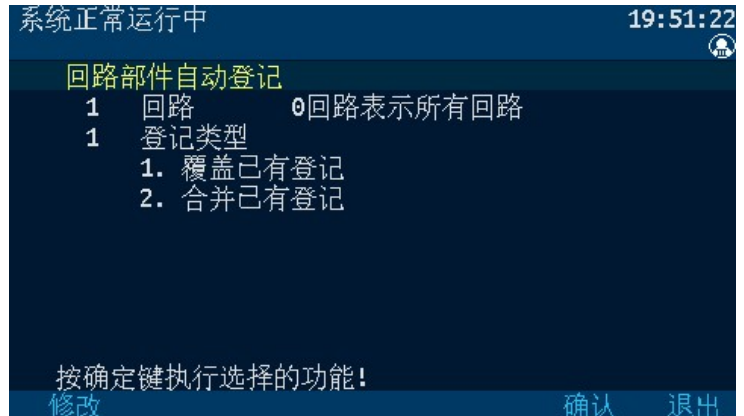 系统正常运行中 19:51:22
回路部件自动登记
1 回路 0回路表示所有回路
1 登记类型
1. 覆盖已有登记
2. 合并已有登记
按确定键执行选择的功能!
修改 确认 退出